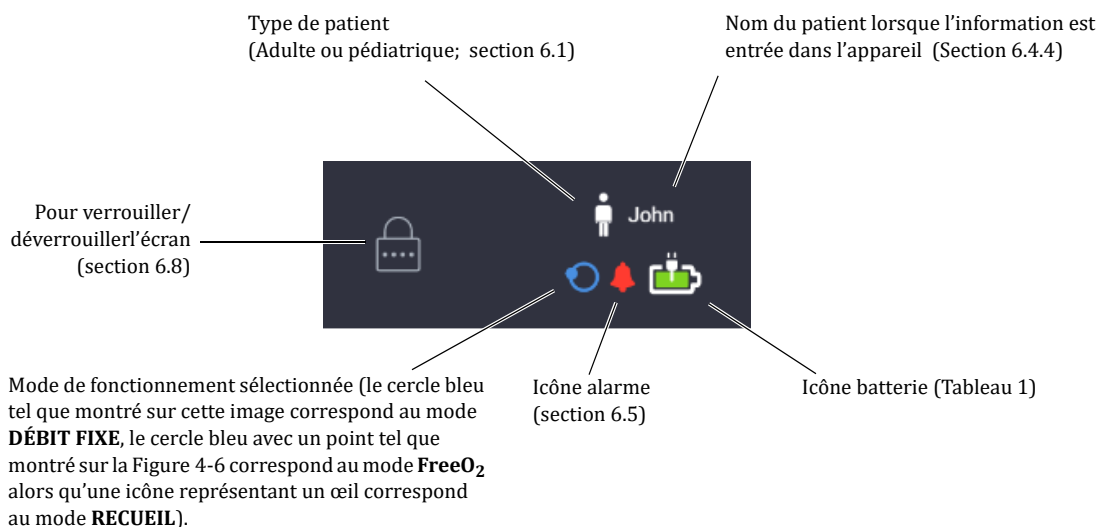 Type de patient
(Adulte ou pédiatrique; section 6.1)
Nom du patient lorsque l’information est
entrée dans l’appareil (Section 6.4.4)
Pour verrouiller/
déverrouillerl’écran
(section 6.8)
John
Mode de fonctionnement sélectionnée (le cercle bleu
tel que montré sur cette image correspond au mode
DÉBIT FIXE, le cercle bleu avec un point tel que
montré sur la Figure 4-6 correspond au mode FreeO2
alors qu’une icône représentant un œil correspond
au mode RECUEIL).
Icône alarme
(section 6.5)
Icône batterie (Tableau 1)